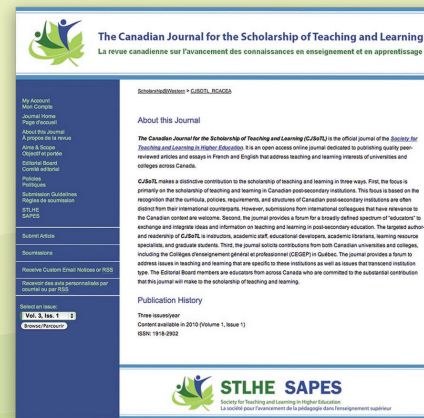 The Canadian Journal for the Scholarship of Teaching and Learning
La revue canadienne sur l'avancement des connaissances en enseignement et en apprentissage
Scholarship@Western > CJSOTL_RCACEA
My Account
Mon Compte
Journal Home
Page d'accueil
About this Journal
À propos de la revue
Aims & Scope
Objectif et portée
Editorial Board
Comité editorial
Policies
Politiques
Submission Guidelines
Règles de soumission
STLHE
SAPES
Submit Article
Soumissions
Receive Custom Email Notices or RSS
Recevoir des avis personnalisés par
courriel ou par RSS
Select an issue:
Vol. 3, Iss. 1
Browse/Parcourir
About this Journal
The Canadian Journal for the Scholarship of Teaching and Learning (CJSoTL) is the official journal of the Society for
Teaching and Learning in Higher Education. It is an open access online journal dedicated to publishing quality peer-
reviewed articles and essays in French and English that address teaching and learning interests of universities and
colleges across Canada.
CJSoTL makes a distinctive contribution to the scholarship of teaching and learning in three ways. First, the focus is
primarily on the scholarship of teaching and learning in Canadian post-secondary institutions. This focus is based on the
recognition that the curricula, policies, requirements, and structures of Canadian post-secondary institutions are often
distinct from their international counterparts. However, submissions from international colleagues that have relevance to
the Canadian context are welcome. Second, the journal provides a forum for a broadly defined spectrum of "educators" to
exchange and integrate ideas and information on teaching and learning in post-secondary education. The targeted author-
and readership of CJSoTL is instructors, academic staff, educational developers, academic librarians, learning resource
specialists, and graduate students. Third, the journal solicits contributions from both Canadian universities and colleges,
including the Collèges d'enseignement général et professionnel (CEGEP) in Québec. The journal provides a forum to
address issues in teaching and learning that are specific to these institutions as well as issues that transcend institution
type. The Editorial Board members are educators from across Canada who are committed to the substantial contribution
that this journal will make to the scholarship of teaching and learning.
Publication History
Three issues/year
Content available in 2010 (Volume 1, Issue 1)
ISSN: 1918-2902
STLHE SAPES
Society for Teaching and Learning in Higher Education
La société pour l'avancement de la pédagogie dans l'enseignement supérieur